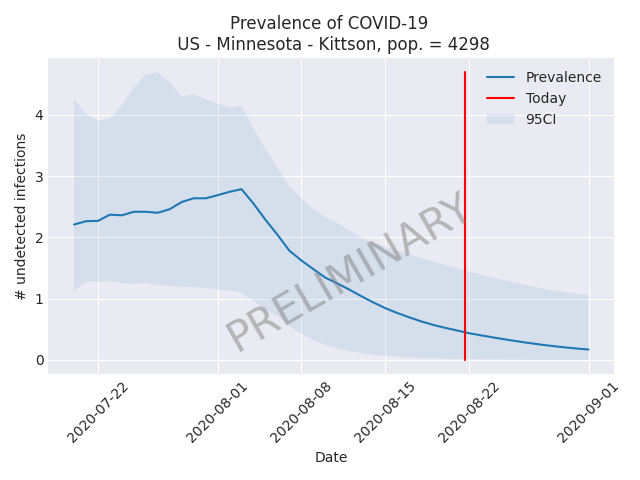 Prevalence of COVID-19
US - Minnesota - Kittson, pop. = 4298
Prevalence
Today
95CI
4
3
2
1
0
# undetected infections
PRELIMINARY
2020-07-22
2020-08-01
2020-08-08
2020-08-15
2020-08-22
2020-09-01
Date